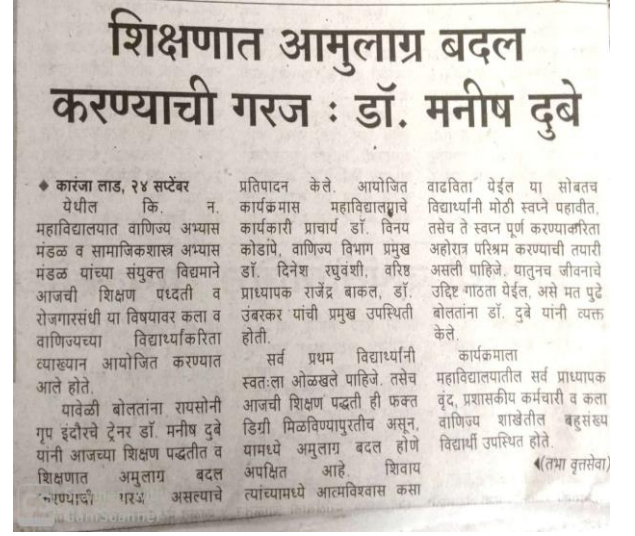 शिक्षणात आमुलाग्र बदल
करण्याची गरज : डॉ. मनीष दुबे
♦ कारंजा लाड, २४ सप्टेंबर
येथील कि. न.
महाविद्यालयात वाणिज्य अभ्यास
मंडळ व सामाजिकशास्त्र अभ्यास
मंडळ यांच्या संयुक्त विद्यमाने
आजची शिक्षण पध्दती व
रोजगारसंधी या विषयावर कला व
वाणिज्यच्या विद्यार्थ्यांकरिता
व्याख्यान आयोजित करण्यात
आले होते.
यावेळी बोलतांना रायसोनी
गृप इंदौरचे ट्रेनर डॉ. मनीष दुबे
यांनी आजच्या शिक्षण पद्धतीत व
शिक्षणात अमुलाग्र बदल
करण्याची गरज असल्याचे
प्रतिपादन केले. आयोजित
कार्यक्रमास महाविद्यालयाचे
कार्यकारी प्राचार्य डॉ. विनय
कोडापे, वाणिज्य विभाग प्रमुख
डॉ. दिनेश रघुवंशी, वरिष्ठ
प्राध्यापक राजेंद्र बाकल, डॉ.
उंबरकर यांची प्रमुख उपस्थिती
होती.
सर्व प्रथम विद्यार्थ्यांनी
स्वतःला ओळखले पाहिजे. तसेच
आजची शिक्षण पद्धती ही फक्त
डिग्री मिळविण्यापुरतीच असून,
यामध्ये अमुलाग्र बदल होणे
अपेक्षित आहे. शिवाय
त्यांच्यामध्ये आत्मविश्वास कसा
वाढविता येईल या सोबतच
विद्यार्थ्यांनी मोठी स्वप्ने पहावीत,
तसेच ते स्वप्न पूर्ण करण्याकरिता
अहोरात्र परिश्रम करण्याची तयारी
असली पाहिजे. यातुनच जीवनाचे
उद्दिष्ट गाठता येईल, असे मत पुढे
बोलतांना डॉ. दुबे यांनी व्यक्त
केले.
कार्यक्रमाला
महाविद्यालयातील सर्व प्राध्यापक
वृंद, प्रशासकीय कर्मचारी व कला
वाणिज्य शाखेतील बहुसंख्य
विद्यार्थी उपस्थित होते.
◀(तभा वृत्तसेवा)
CamScanner